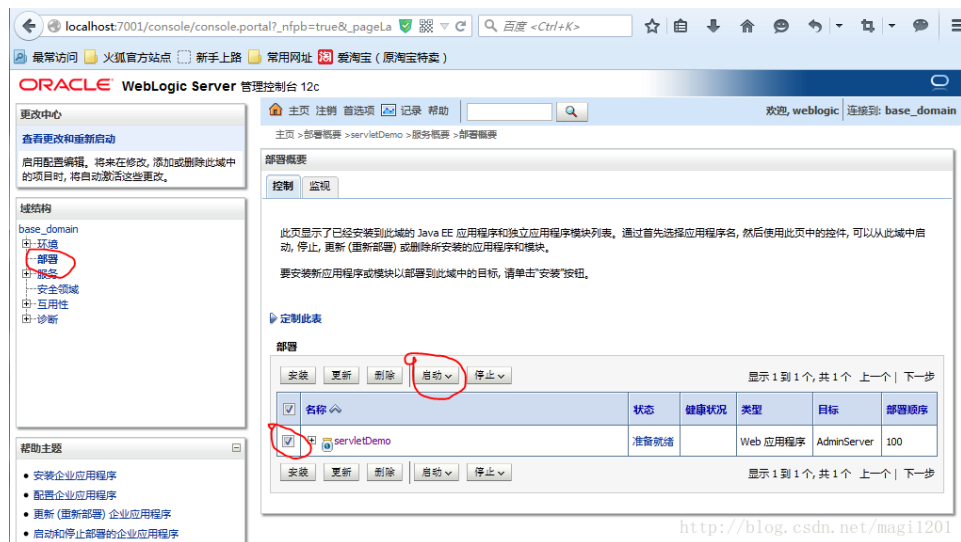 localhost:7001/console/console.portal?_nfpb=true&_pageLa
百度 <Ctrl+K>
最常访问 火狐官方站点 新手上路 常用网址 淘 爱淘宝（原淘宝特卖）
ORACLE WebLogic Server 管理控制台 12c
更改中心
查看更改和重新启动
启用配置编辑。将来在修改, 添加或删除此域中
的项目时, 将自动激活这些更改。
域结构
base_domain
环境
部署
服务
安全领域
互用性
诊断
帮助主题
安装企业应用程序
配置企业应用程序
更新 (重新部署) 企业应用程序
启动和停止部署的企业应用程序
主页 注销 首选项 记录 帮助
欢迎, weblogic 连接到: base_domain
主页 >部署概要 >servletDemo >服务概要 >部署概要
部署概要
控制 监视
此页显示了已经安装到此域的 Java EE 应用程序和独立应用程序模块列表。通过首先选择应用程序名, 然后使用此页中的控件, 可以从此域中启
动, 停止, 更新 (重新部署) 或删除所安装的应用程序和模块。
要安装新应用程序或模块以部署到此域中的目标, 请单击"安装"按钮。
定制此表
部署
安装 更新 删除 启动 停止 显示 1 到 1 个, 共 1 个 上一个 | 下一步
名称 状态 健康状况 类型 目标 部署顺序
servletDemo 准备就绪 Web 应用程序 AdminServer 100
安装 更新 删除 启动 停止 显示 1 到 1 个, 共 1 个 上一个 | 下一步
http://blog.csdn.net/magi1201